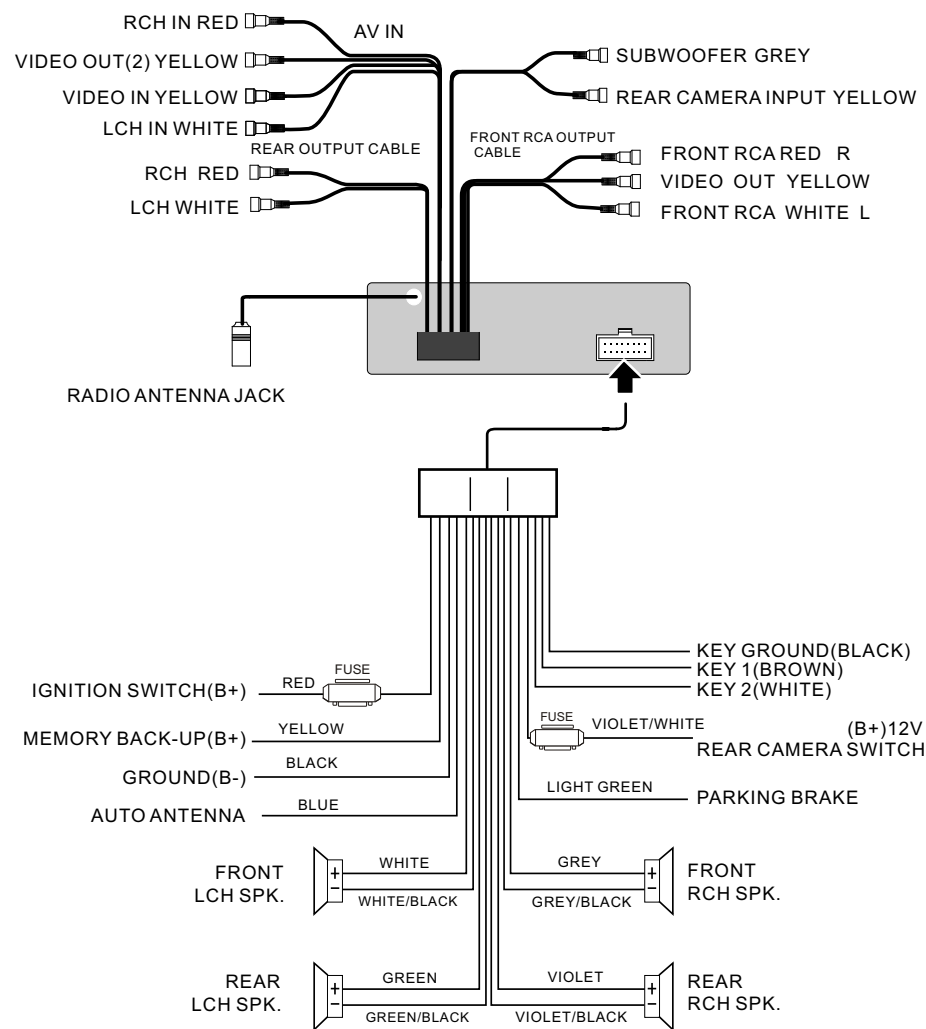 RCH IN RED
AV IN
VIDEO OUT(2) YELLOW
VIDEO IN YELLOW
LCH IN WHITE
REAR OUTPUT CABLE
RCH RED
LCH WHITE
SUBWOOFER GREY
REAR CAMERA INPUT YELLOW
FRONT RCA OUTPUT
CABLE
FRONT RCA RED R
VIDEO OUT YELLOW
FRONT RCA WHITE L
RADIO ANTENNA JACK
IGNITION SWITCH(B+)
RED
FUSE
MEMORY BACK-UP(B+)
YELLOW
GROUND(B-)
BLACK
AUTO ANTENNA
BLUE
KEY GROUND(BLACK)
KEY 1(BROWN)
KEY 2(WHITE)
FUSE
VIOLET/WHITE
(B+)12V
REAR CAMERA SWITCH
LIGHT GREEN
PARKING BRAKE
FRONT
LCH SPK.
+
−
WHITE
WHITE/BLACK
GREY
GREY/BLACK
+
−
FRONT
RCH SPK.
REAR
LCH SPK.
+
−
GREEN
GREEN/BLACK
VIOLET
VIOLET/BLACK
+
−
REAR
RCH SPK.